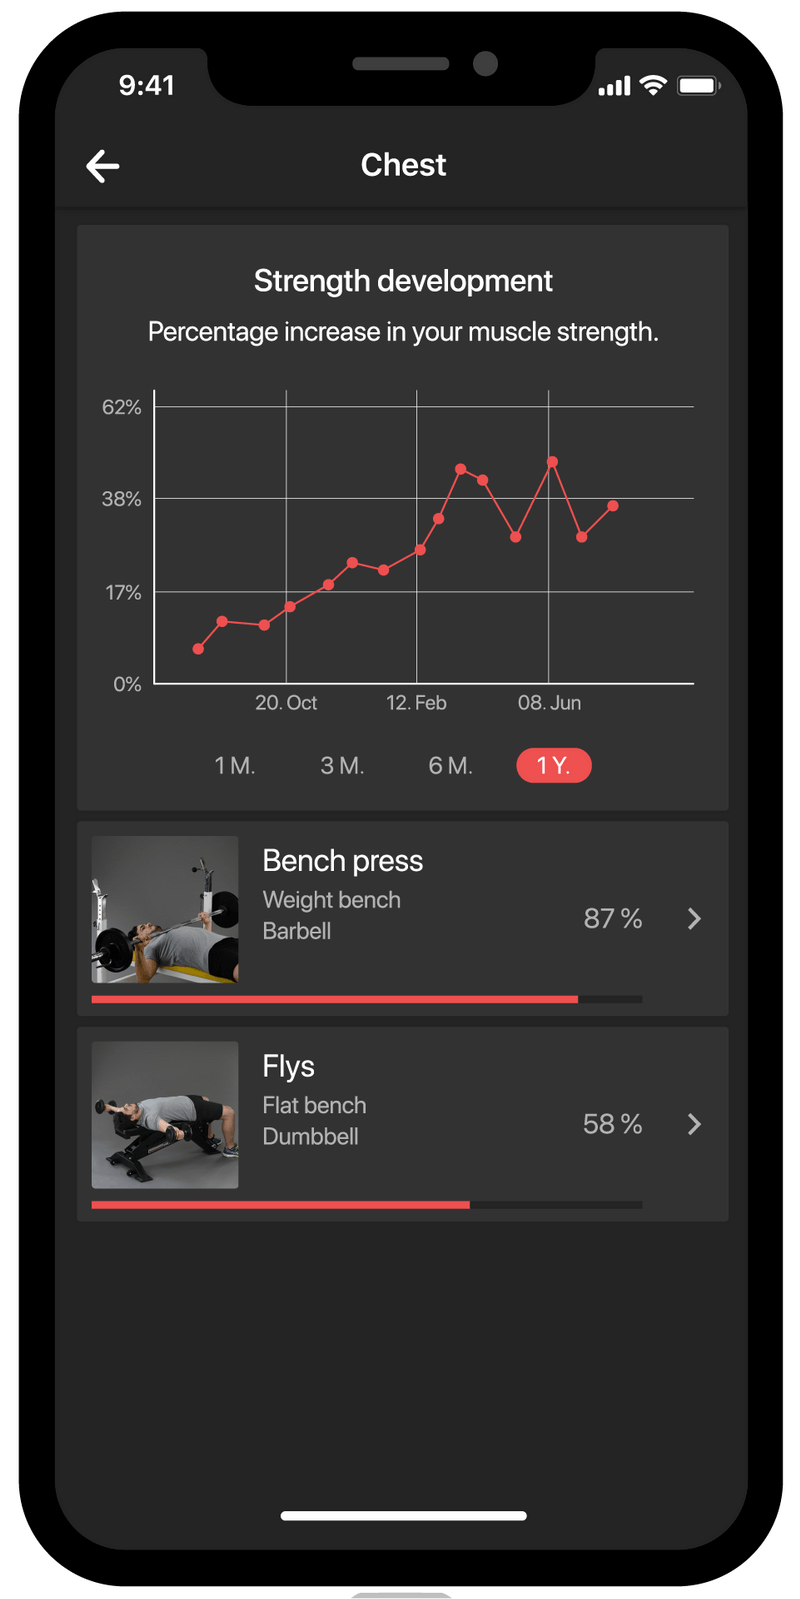 9:41
Chest
Strength development
Percentage increase in your muscle strength.
62%
38%
17%
0%
20. Oct 12. Feb 08. Jun
1 M. 3 M. 6 M. 1 Y.
Bench press
Weight bench
Barbell
87 %
Flys
Flat bench
Dumbbell
58 %